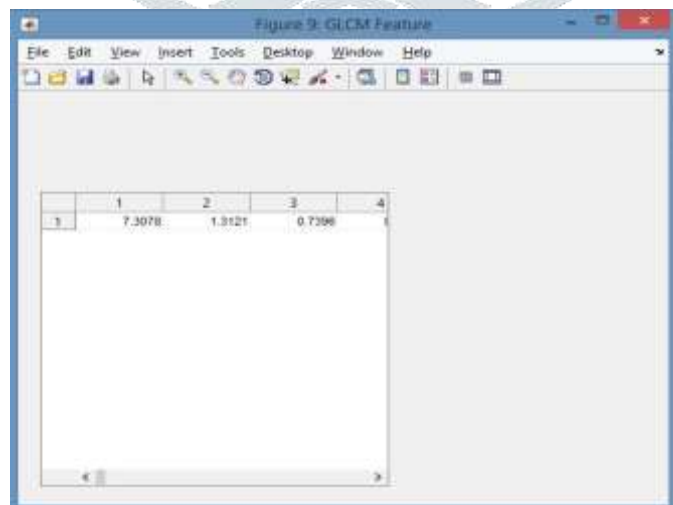 Figure 9: GLCM Feature
File Edit View Insert Tools Desktop Window Help
1 2 3 4
1 7.3078 1.3121 0.7396